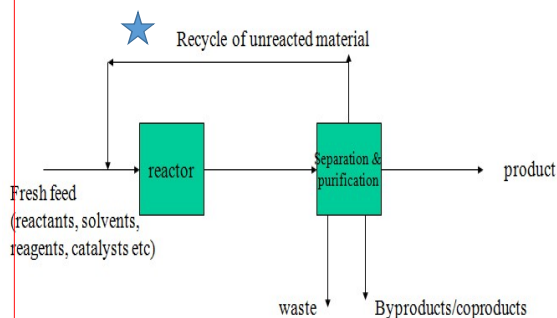 Recycle of unreacted material
reactor
Separation &
purification
product
Fresh feed
(reactants, solvents,
reagents, catalysts etc)
waste
Byproducts/coproducts